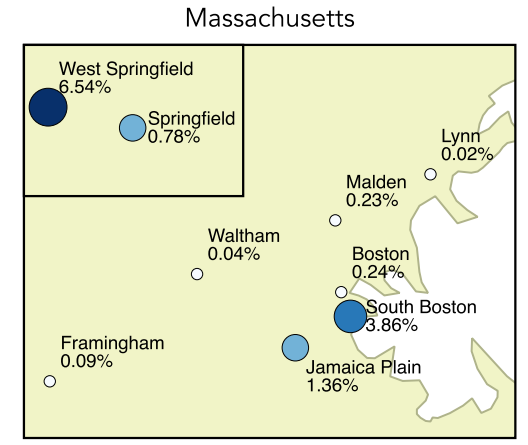 Massachusetts
West Springfield
6.54%
Springfield
0.78%
Lynn
0.02%
Malden
0.23%
Waltham
0.04%
Boston
0.24%
South Boston
3.86%
Framingham
0.09%
Jamaica Plain
1.36%